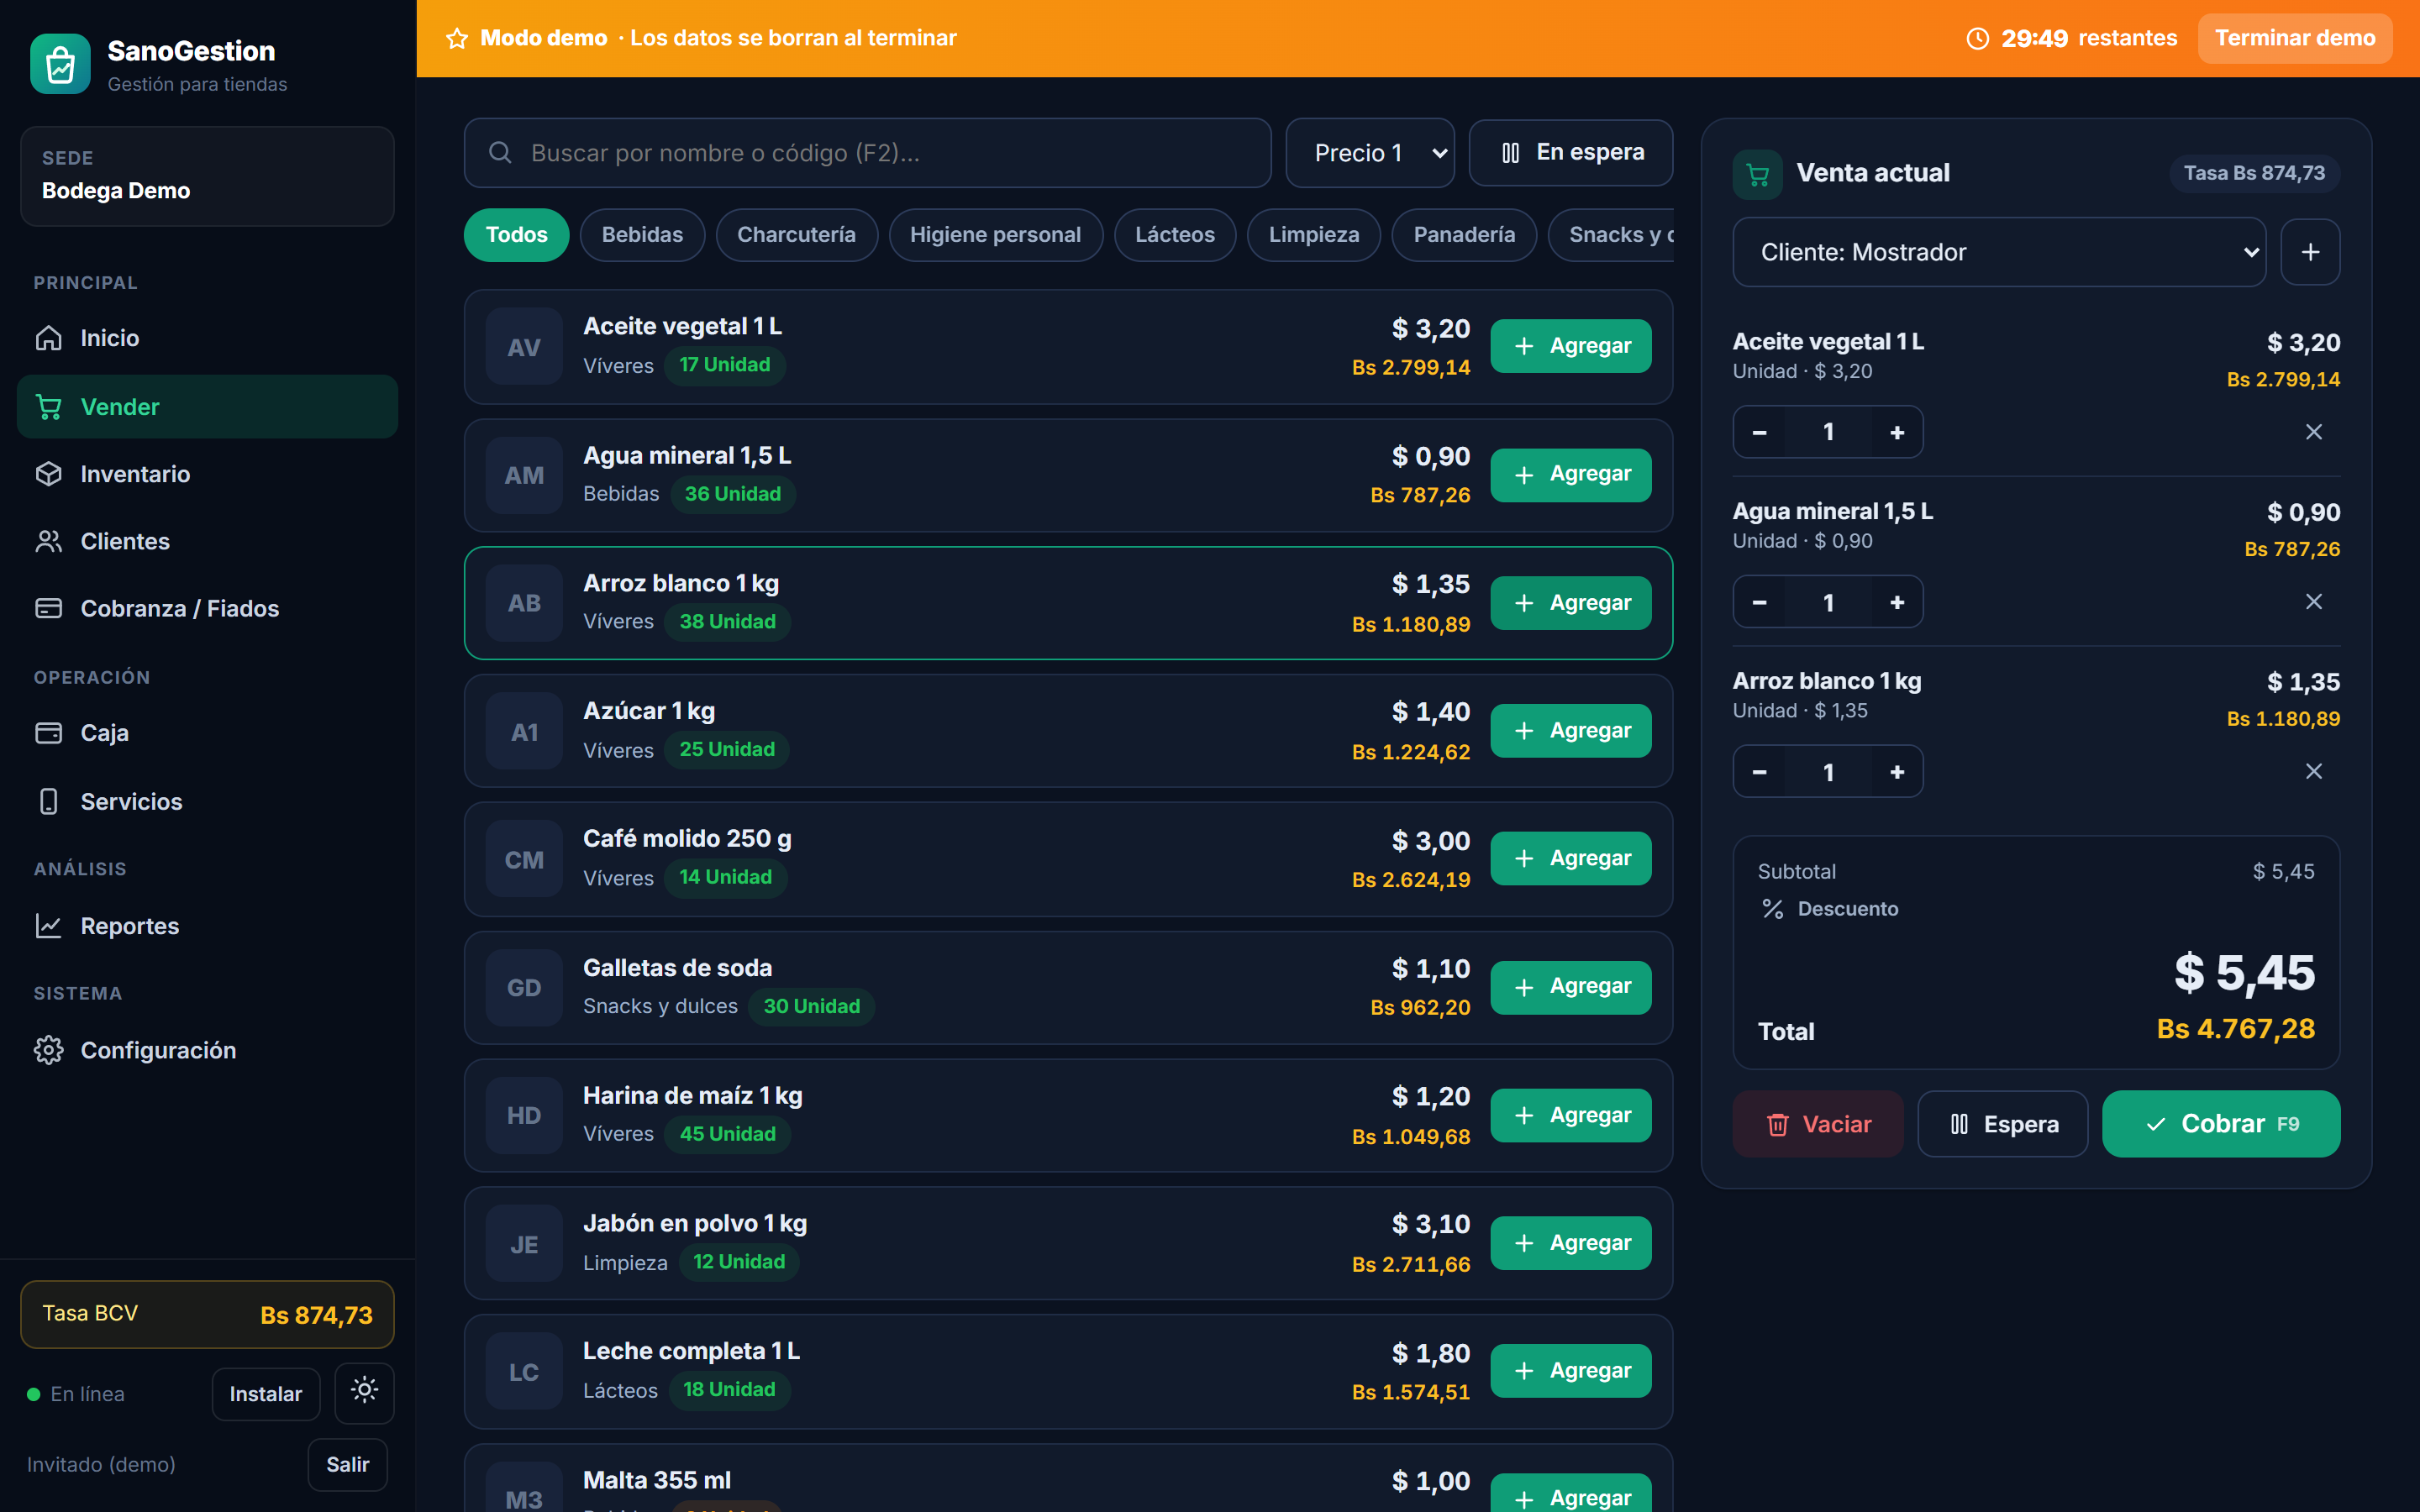 SanoGestion
Gestión para tiendas
SEDE
Bodega Demo
PRINCIPAL
Inicio
Vender
Inventario
Clientes
Cobranza / Fiados
OPERACIÓN
Caja
Servicios
ANÁLISIS
Reportes
SISTEMA
Configuración
Tasa BCV Bs 874,73
En línea Instalar
Invitado (demo) Salir
Modo demo · Los datos se borran al terminar 29:49 restantes Terminar demo
Buscar por nombre o código (F2)... Precio 1 En espera
Todos Bebidas Charcutería Higiene personal Lácteos Limpieza Panadería Snacks y
AV Aceite vegetal 1 L $ 3,20
Víveres 17 Unidad Bs 2.799,14 + Agregar
AM Agua mineral 1,5 L $ 0,90
Bebidas 36 Unidad Bs 787,26 + Agregar
AB Arroz blanco 1 kg $ 1,35
Víveres 38 Unidad Bs 1.180,89 + Agregar
A1 Azúcar 1 kg $ 1,40
Víveres 25 Unidad Bs 1.224,62 + Agregar
CM Café molido 250 g $ 3,00
Víveres 14 Unidad Bs 2.624,19 + Agregar
GD Galletas de soda $ 1,10
Snacks y dulces 30 Unidad Bs 962,20 + Agregar
HD Harina de maíz 1 kg $ 1,20
Víveres 45 Unidad Bs 1.049,68 + Agregar
JE Jabón en polvo 1 kg $ 3,10
Limpieza 12 Unidad Bs 2.711,66 + Agregar
LC Leche completa 1 L $ 1,80
Lácteos 18 Unidad Bs 1.574,51 + Agregar
M3 Malta 355 ml $ 1,00
+ Agregar
Venta actual Tasa Bs 874,73
Cliente: Mostrador +
Aceite vegetal 1 L $ 3,20
Unidad · $ 3,20 Bs 2.799,14
− 1 + ×
Agua mineral 1,5 L $ 0,90
Unidad · $ 0,90 Bs 787,26
− 1 + ×
Arroz blanco 1 kg $ 1,35
Unidad · $ 1,35 Bs 1.180,89
− 1 + ×
Subtotal $ 5,45
% Descuento
$ 5,45
Total Bs 4.767,28
Vaciar Espera Cobrar F9